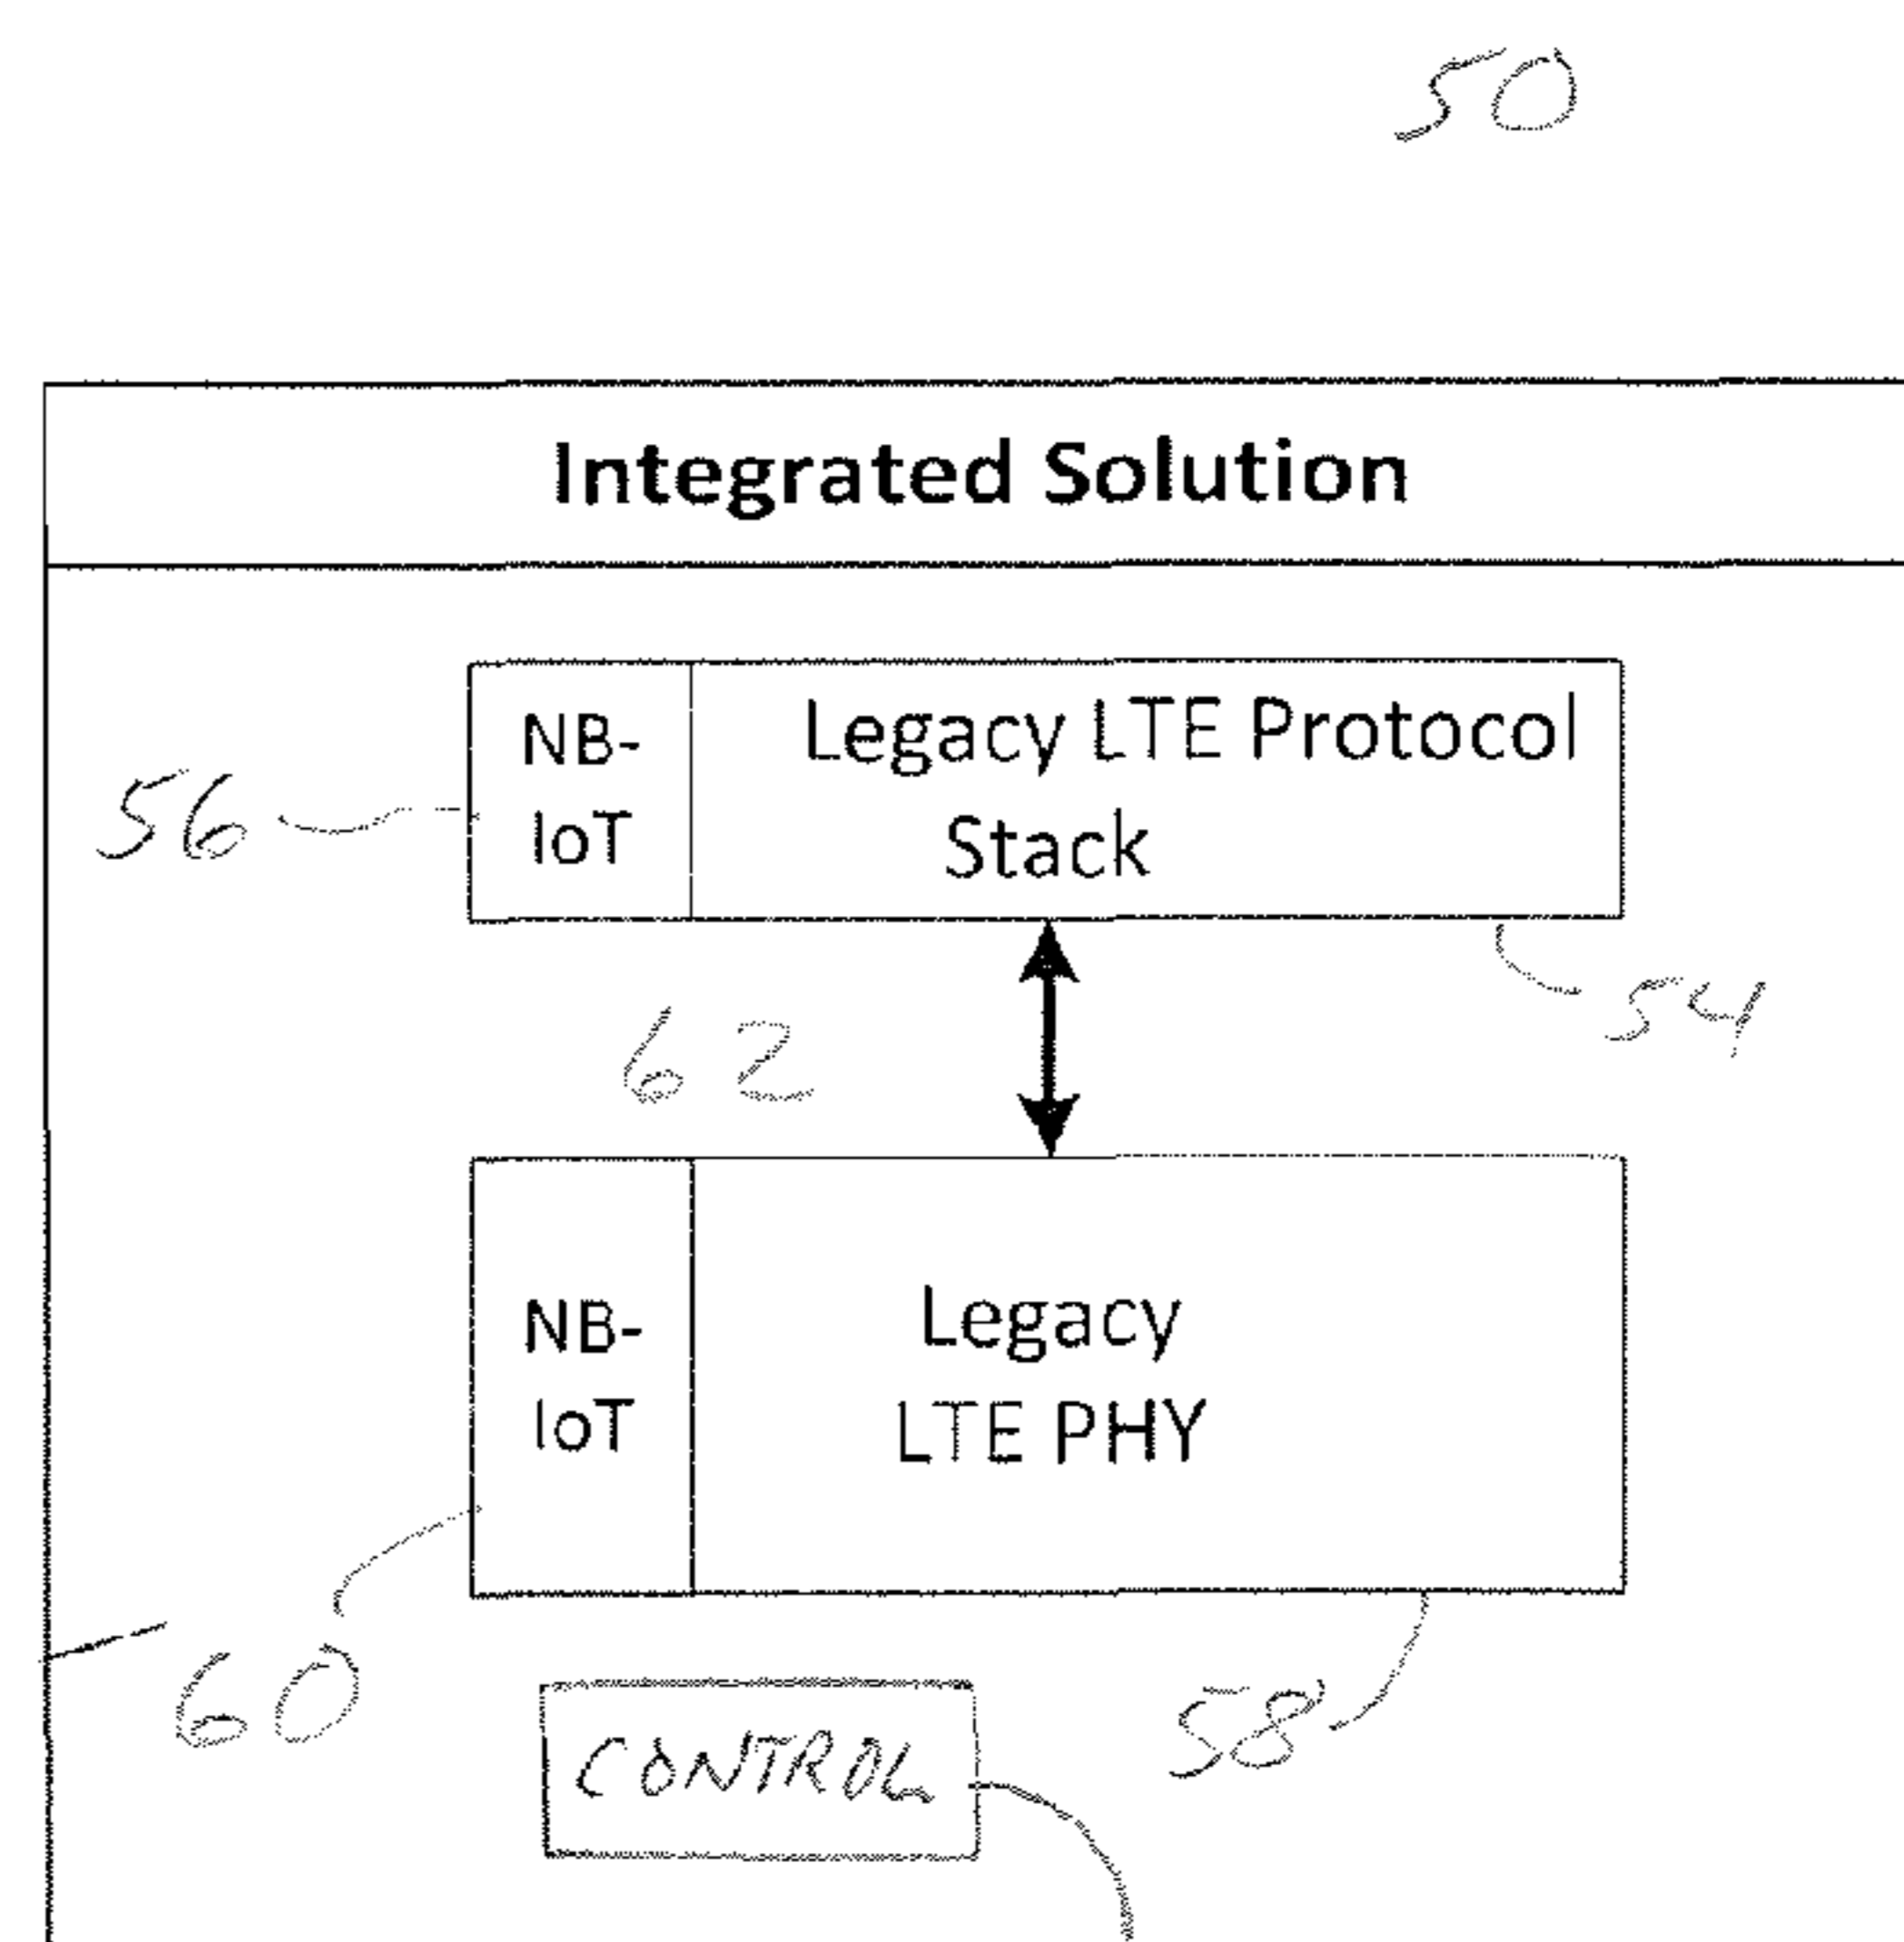 50
Integrated Solution
NB-
IoT
Legacy LTE Protocol
Stack
56
54
62
NB-
IoT
Legacy
LTE PHY
60
58
CONTROL